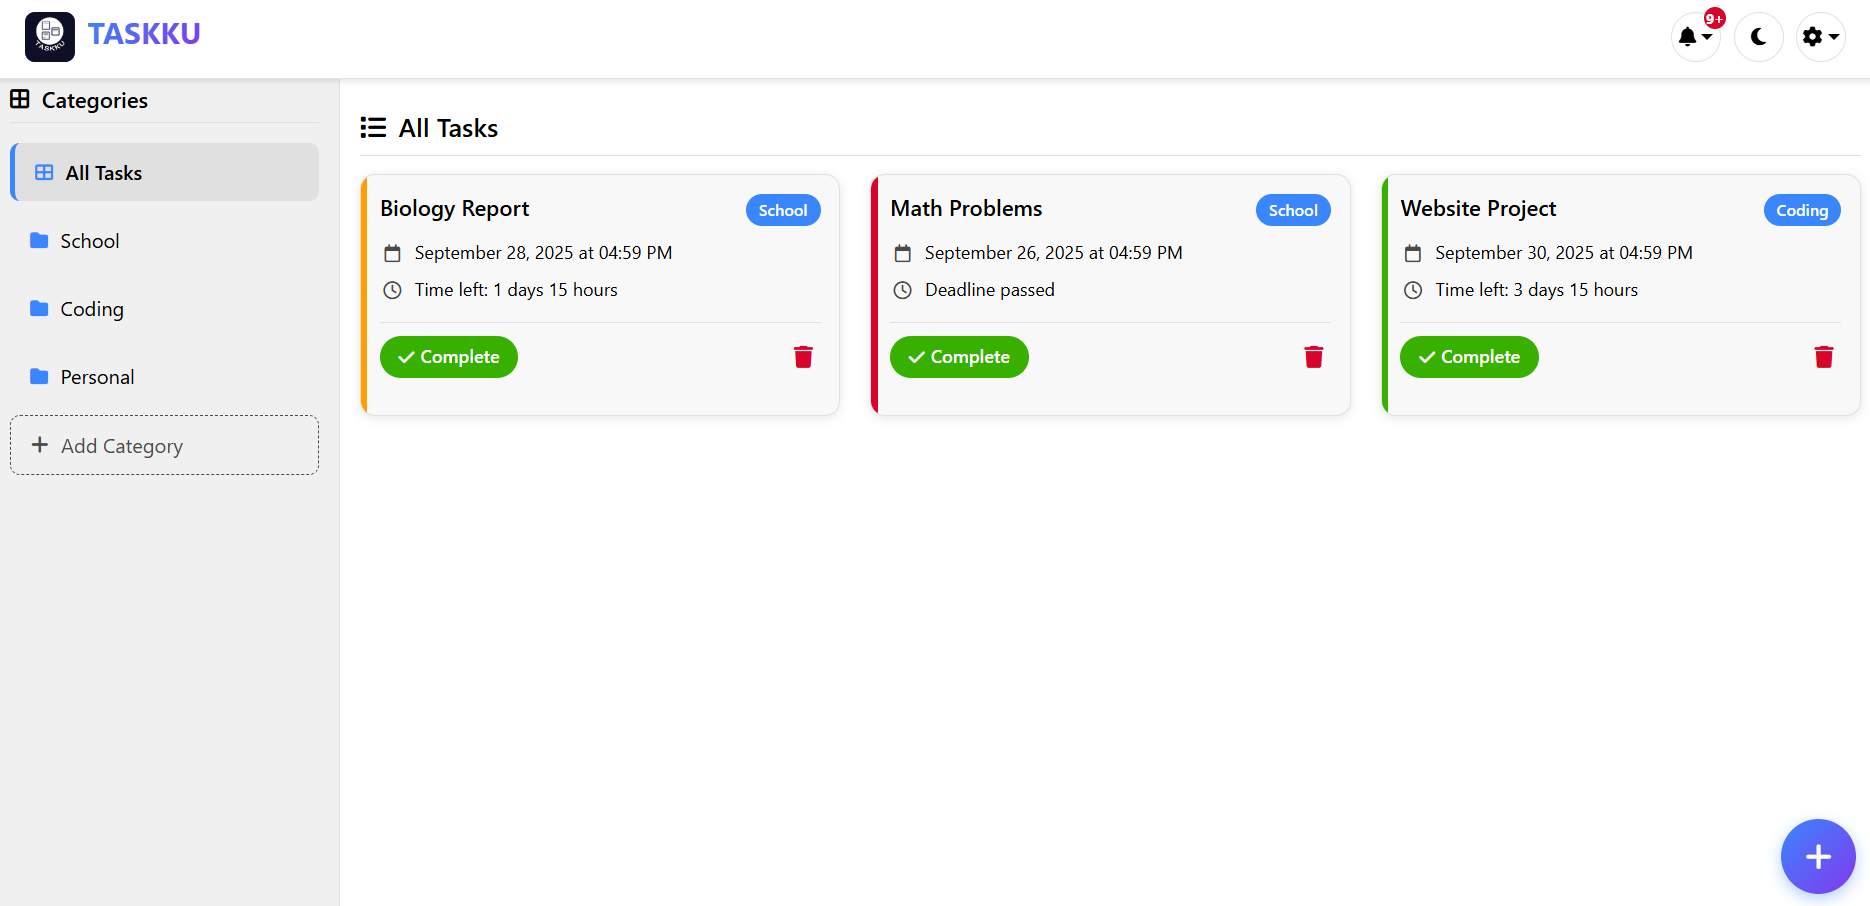 TASKKU
TASKKU
9+
Categories
All Tasks
School
Coding
Personal
Add Category
All Tasks
Biology Report
School
September 28, 2025 at 04:59 PM
Time left: 1 days 15 hours
Complete
Math Problems
School
September 26, 2025 at 04:59 PM
Deadline passed
Complete
Website Project
Coding
September 30, 2025 at 04:59 PM
Time left: 3 days 15 hours
Complete